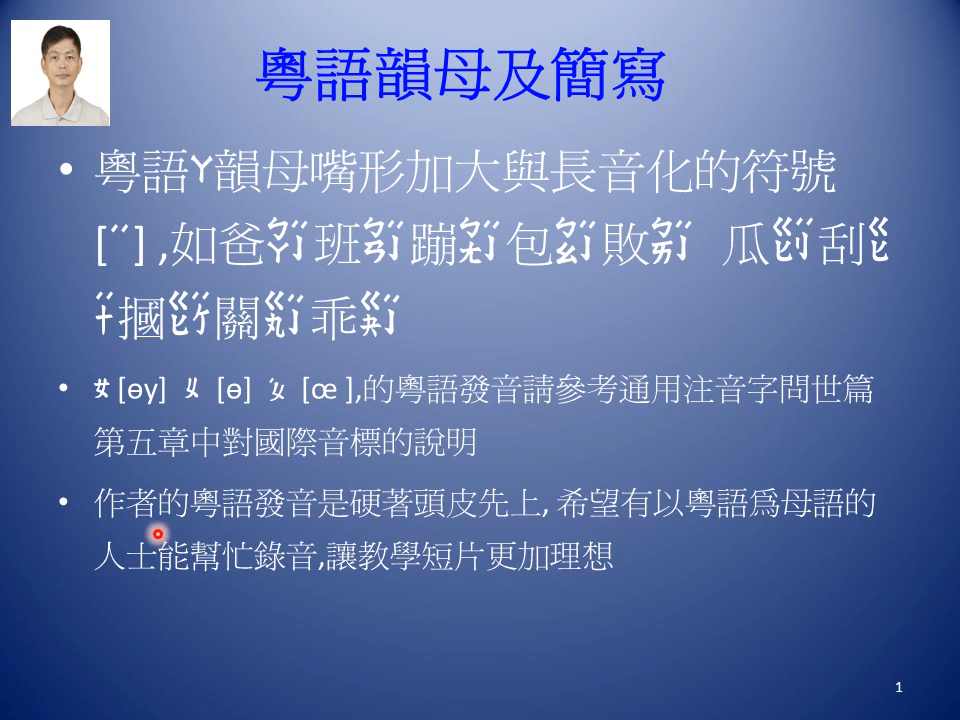 粵語韻母及簡寫
• 粵語ㄚ韻母嘴形加大與長音化的符號
[¨] ,如爸班蹦包敗 瓜刮
摑關乖
• [ɵy] [ɵ] [œ ],的粵語發音請參考通用注音字問世篇
第五章中對國際音標的說明
• 作者的粵語發音是硬著頭皮先上, 希望有以粵語為母語的
人士能幫忙錄音,讓教學短片更加理想
1